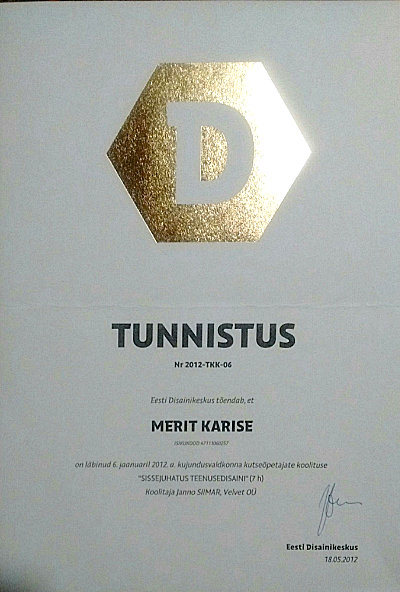 D
TUNNISTUS
Nr 2012-TKK-06
Eesti Disainikeskus tõendab, et
MERIT KARISE
ISIKUKOOD 47111060257
on läbinud 6. jaanuaril 2012. a. kujundusvaldkonna kutseõpetajate koolituse
"SISSEJUHATUS TEENUSEDISAINI" (7 h)
Koolitaja Janno SIIMAR, Velvet OÜ
Eesti Disainikeskus
18.05.2012